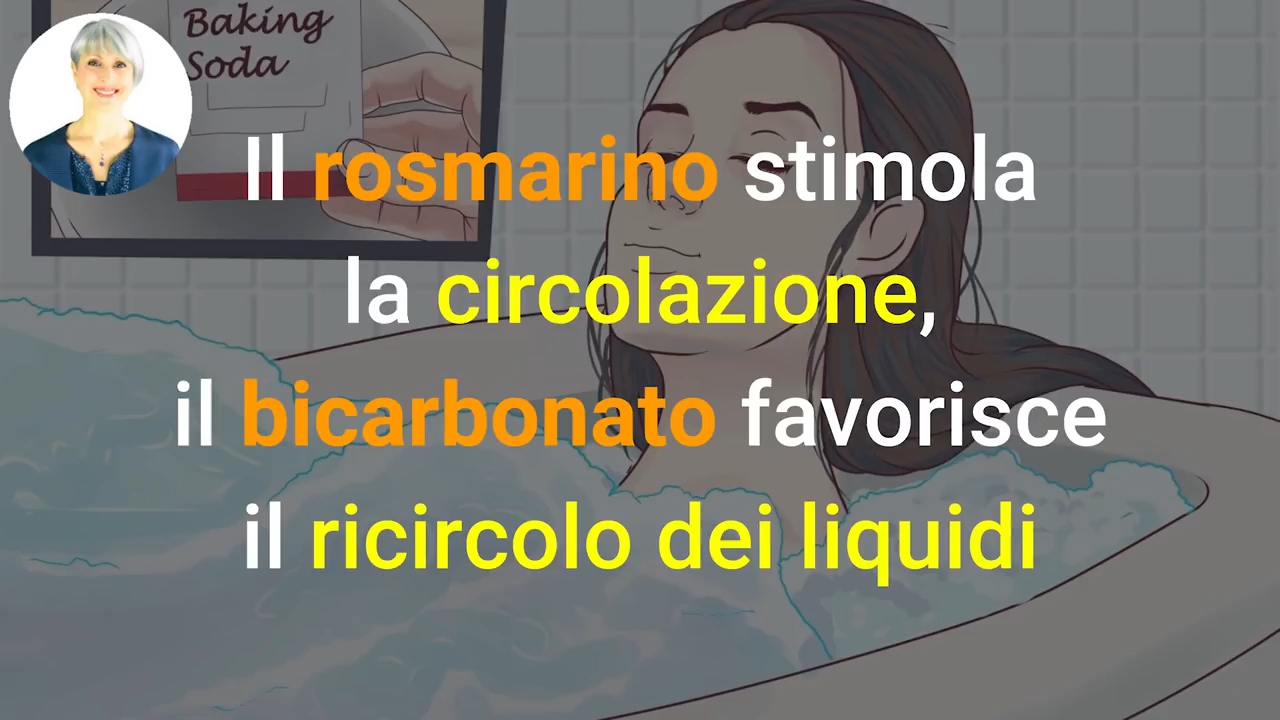 Baking
Soda
Il rosmarino stimola
la circolazione,
il bicarbonato favorisce
il ricircolo dei liquidi